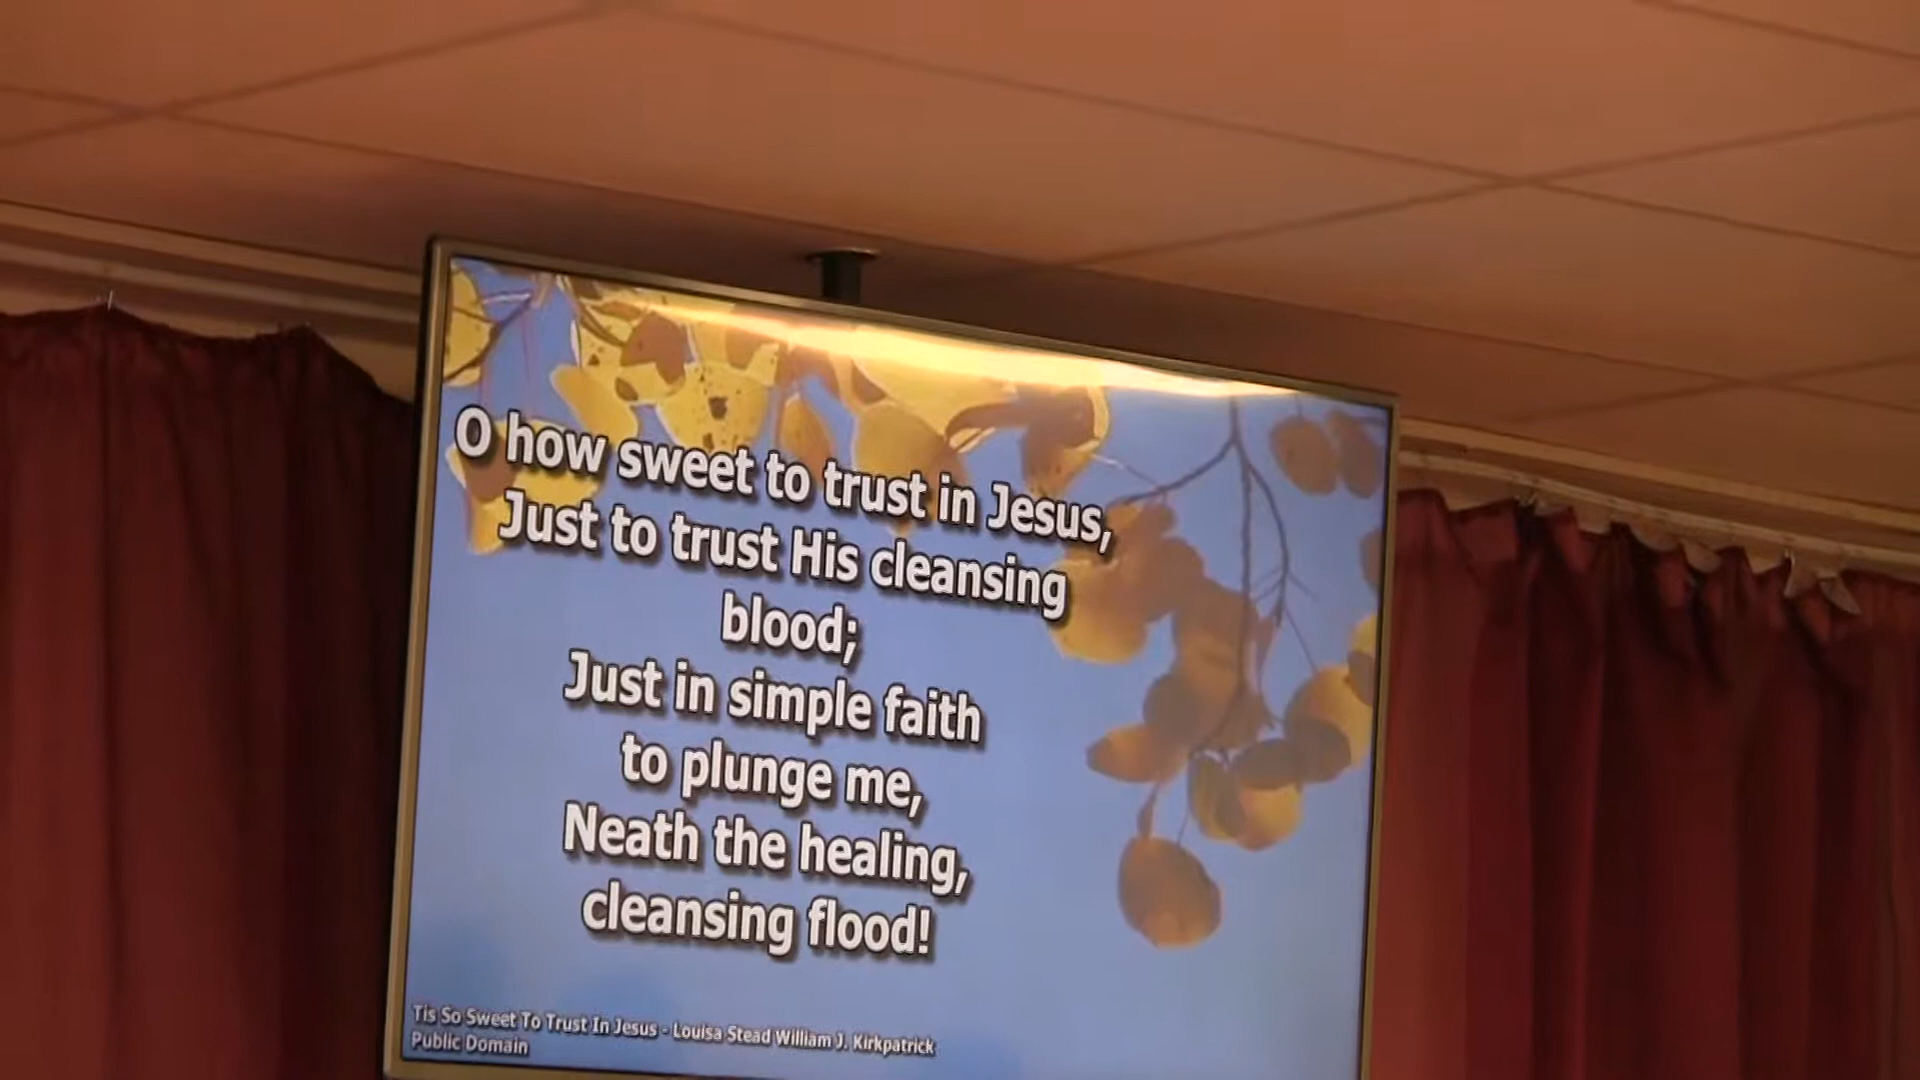 O how sweet to trust in Jesus,
Just to trust His cleansing
blood;
Just in simple faith
to plunge me,
Neath the healing,
cleansing flood!
Tis So Sweet To Trust In Jesus - Louisa Stead William J. Kirkpatrick
Public Domain